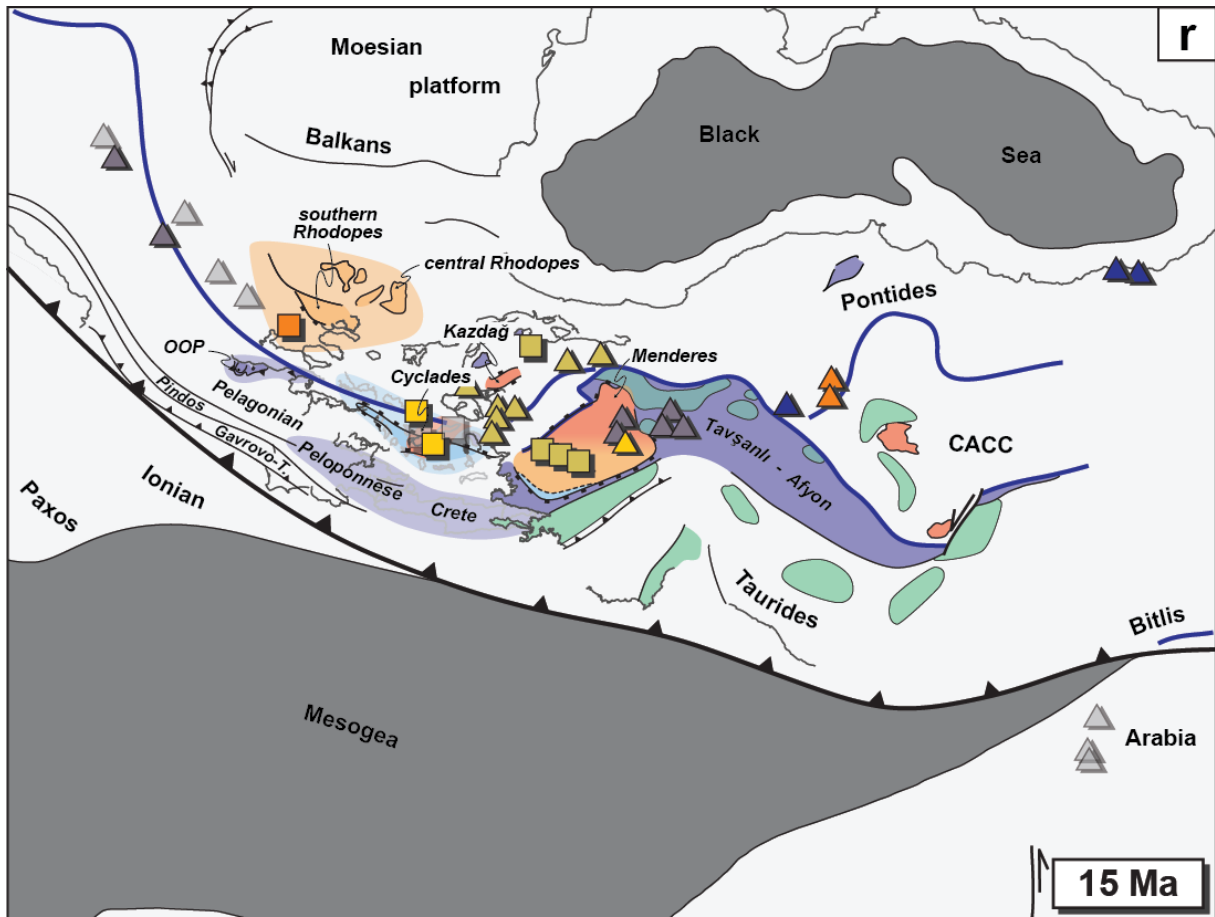 r
Moesian
platform
Balkans
Black
Sea
southern
Rhodopes
central Rhodopes
Pontides
Kazdağ
OOP
Menderes
Cyclades
Pelagonian
Pindos
Gavrovo-T.
Tavşanlı - Afyon
CACC
Peloponnèse
Ionian
Crete
Paxos
Taurides
Bitlis
Mesogea
Arabia
15 Ma